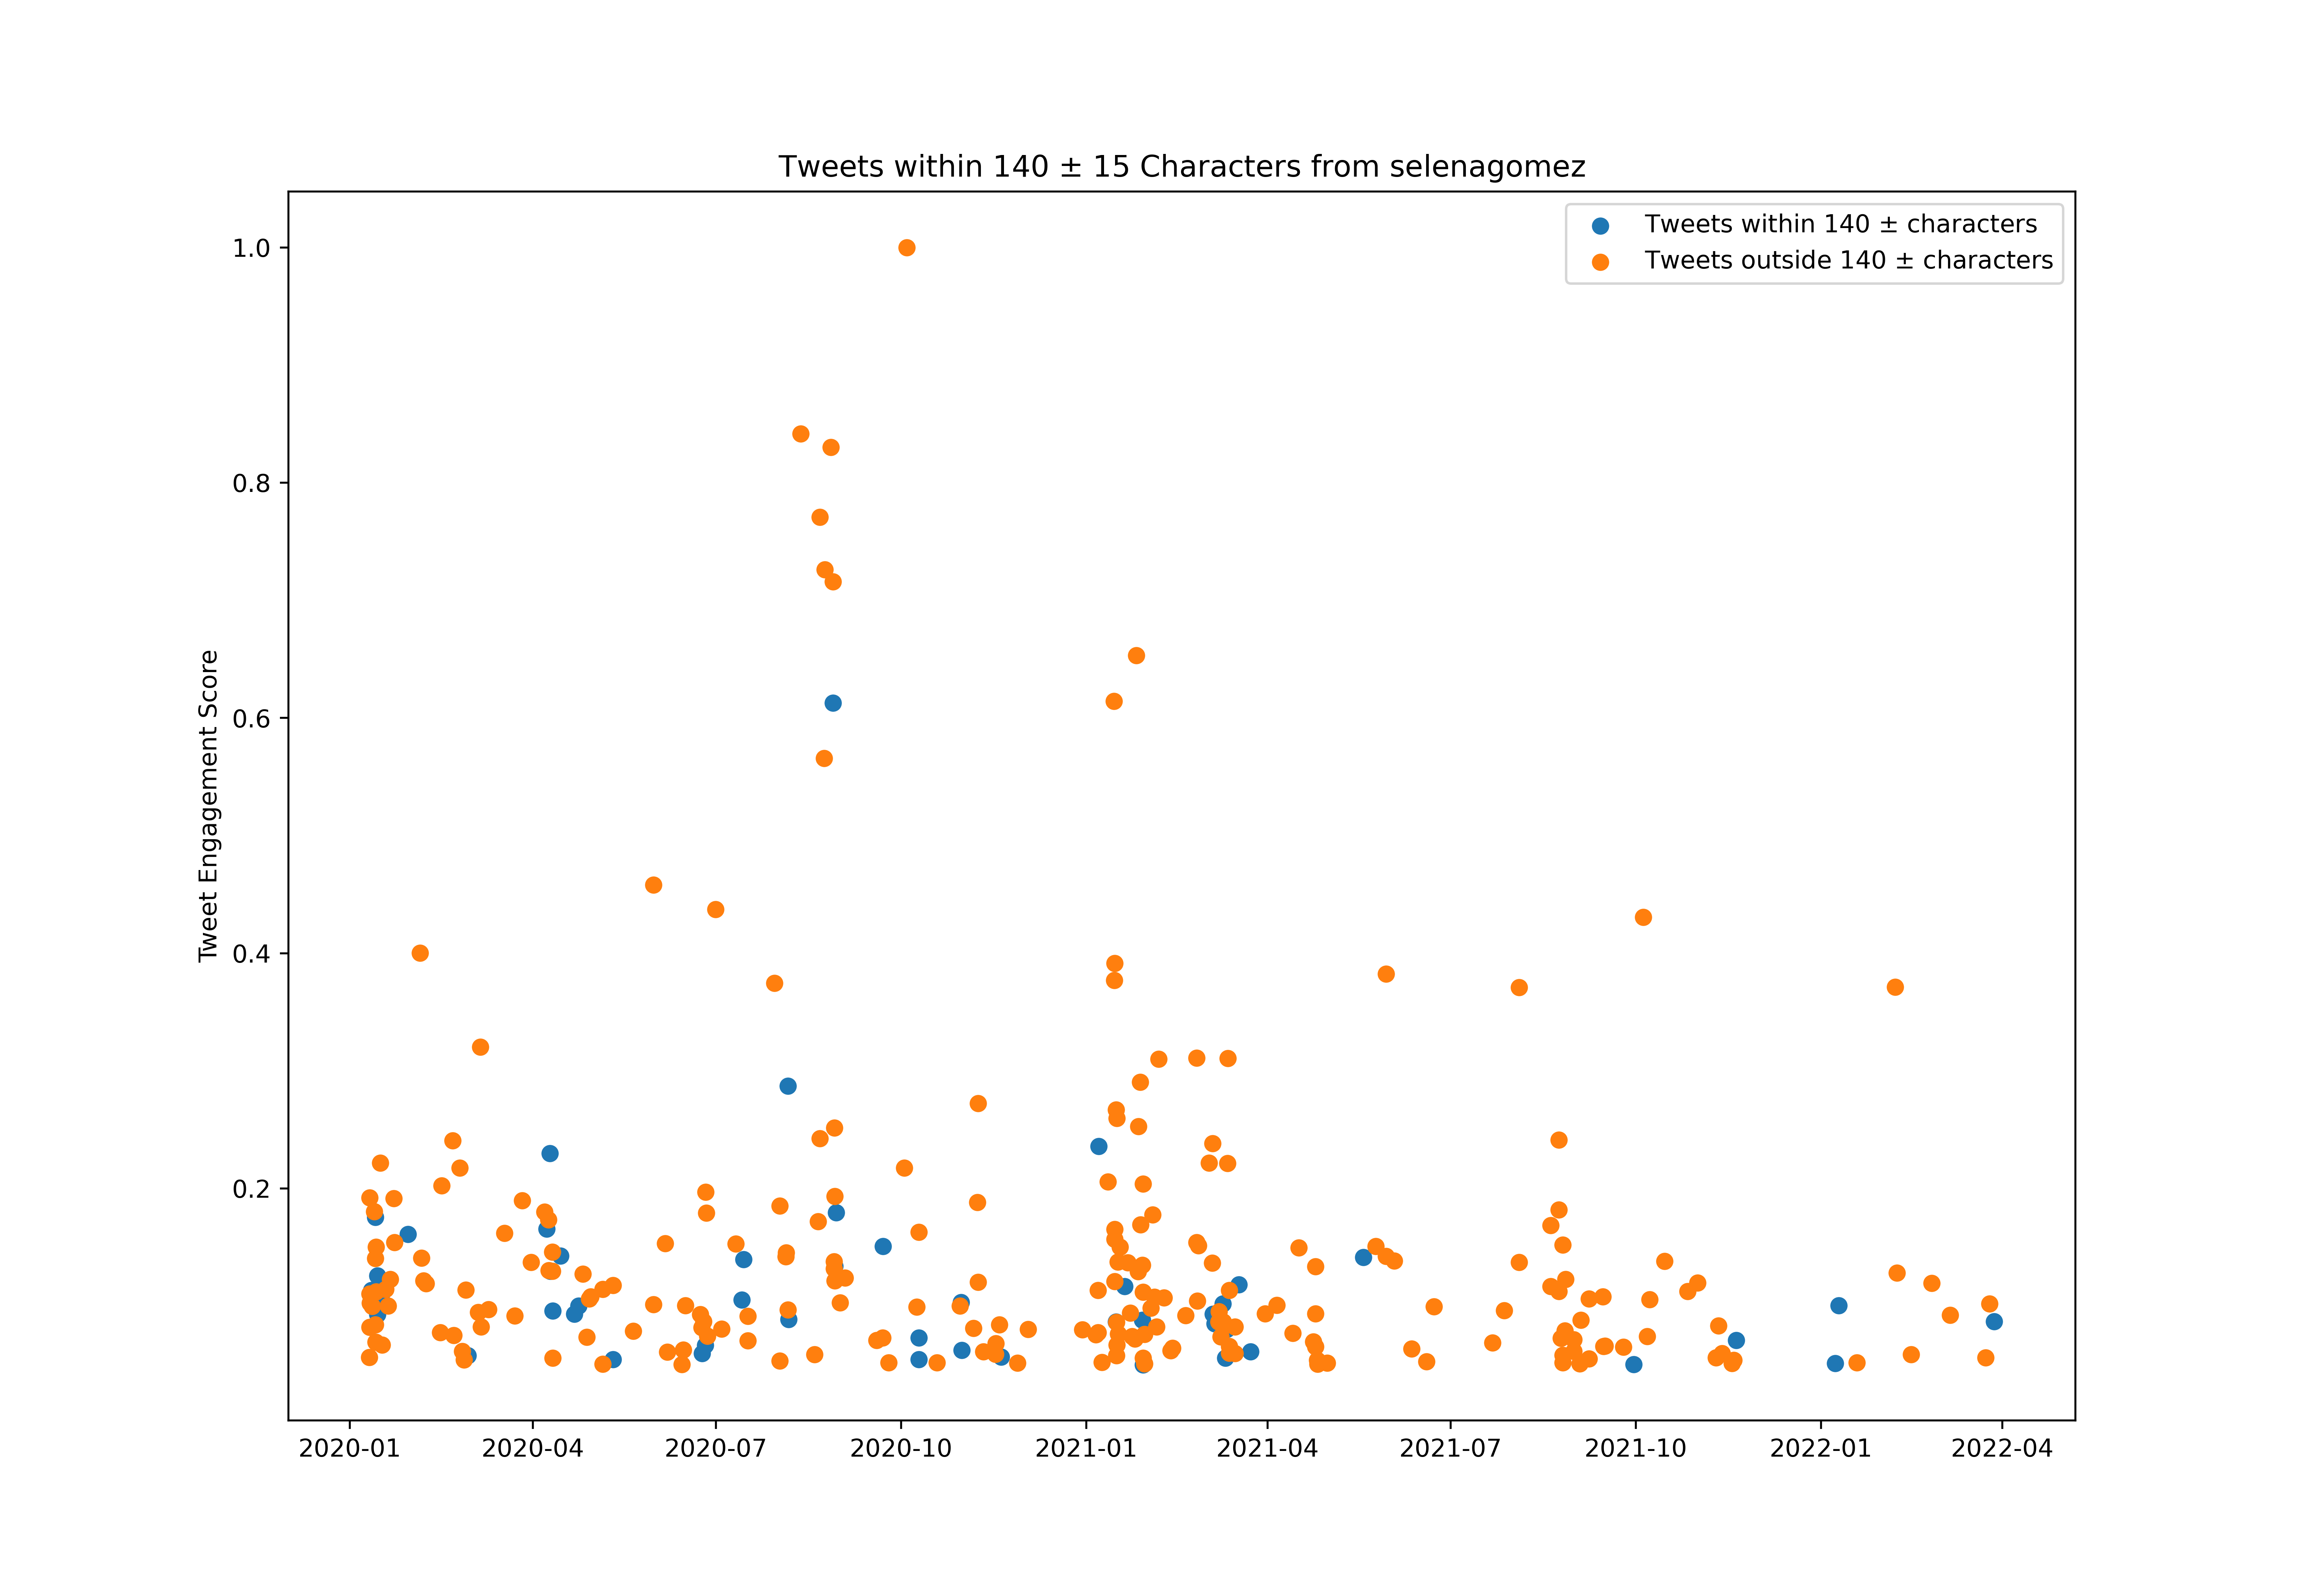 Tweets within 140 ± 15 Characters from selenagomez
Tweets within 140 ± characters
Tweets outside 140 ± characters
Tweet Engagement Score
1.0
0.8
0.6
0.4
0.2
2020-01 2020-04 2020-07 2020-10 2021-01 2021-04 2021-07 2021-10 2022-01 2022-04